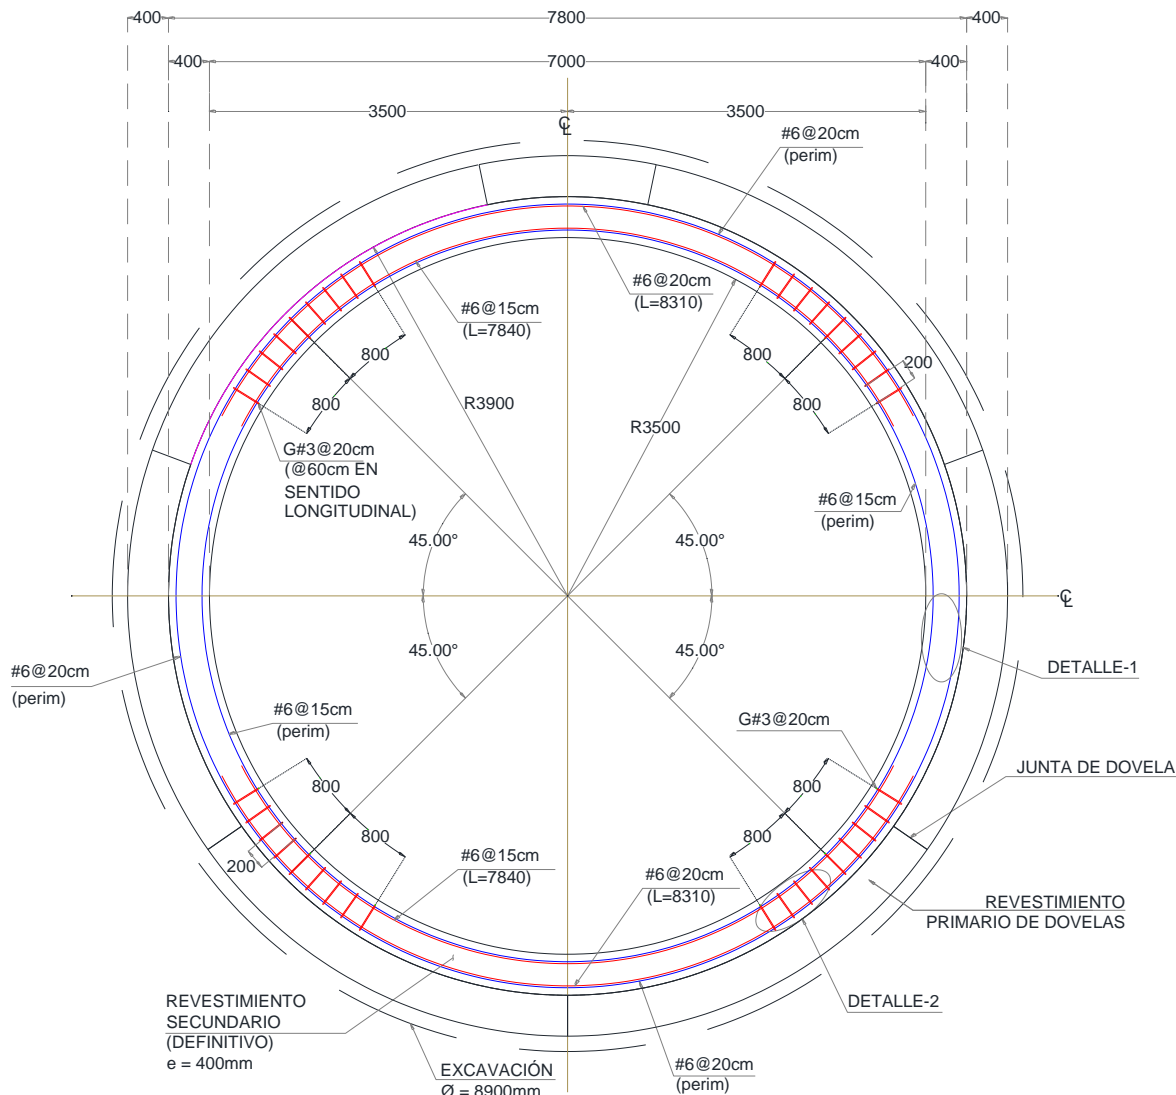 400
7800
400
400
7000
400
3500
3500
℄
#6@20cm
(perim)
#6@20cm
(L=8310)
#6@15cm
(L=7840)
800
800
200
800
800
R3900
R3500
G#3@20cm
(@60cm EN
SENTIDO
LONGITUDINAL)
#6@15cm
(perim)
45.00°
45.00°
℄
45.00°
45.00°
#6@20cm
(perim)
DETALLE-1
#6@15cm
(perim)
G#3@20cm
JUNTA DE DOVELA
800
800
800
800
200
#6@15cm
(L=7840)
#6@20cm
(L=8310)
REVESTIMIENTO
PRIMARIO DE DOVELAS
REVESTIMIENTO
SECUNDARIO
(DEFINITIVO)
e = 400mm
DETALLE-2
EXCAVACIÓN
Ø = 8900mm
#6@20cm
(perim)